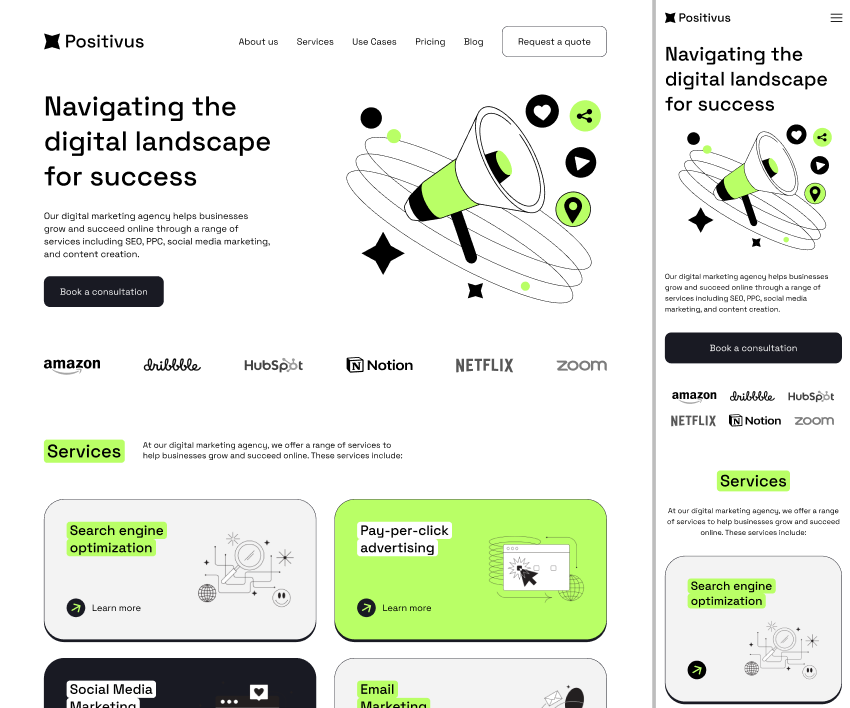 Positivus
About us Services Use Cases Pricing Blog Request a quote
Navigating the
digital landscape
for success
Our digital marketing agency helps businesses
grow and succeed online through a range of
services including SEO, PPC, social media marketing,
and content creation.
Book a consultation
amazon dribbble HubSpot Notion NETFLIX zoom
Services
At our digital marketing agency, we offer a range of services to
help businesses grow and succeed online. These services include:
Search engine
optimization
Learn more
Pay-per-click
advertising
Learn more
Social Media
Marketing
Email
Marketing
Positivus
Navigating the
digital landscape
for success
Our digital marketing agency helps businesses
grow and succeed online through a range of
services including SEO, PPC, social media
marketing, and content creation.
Book a consultation
amazon dribbble HubSpot
NETFLIX Notion zoom
Services
At our digital marketing agency, we offer a range
of services to help businesses grow and succeed
online. These services include:
Search engine
optimization